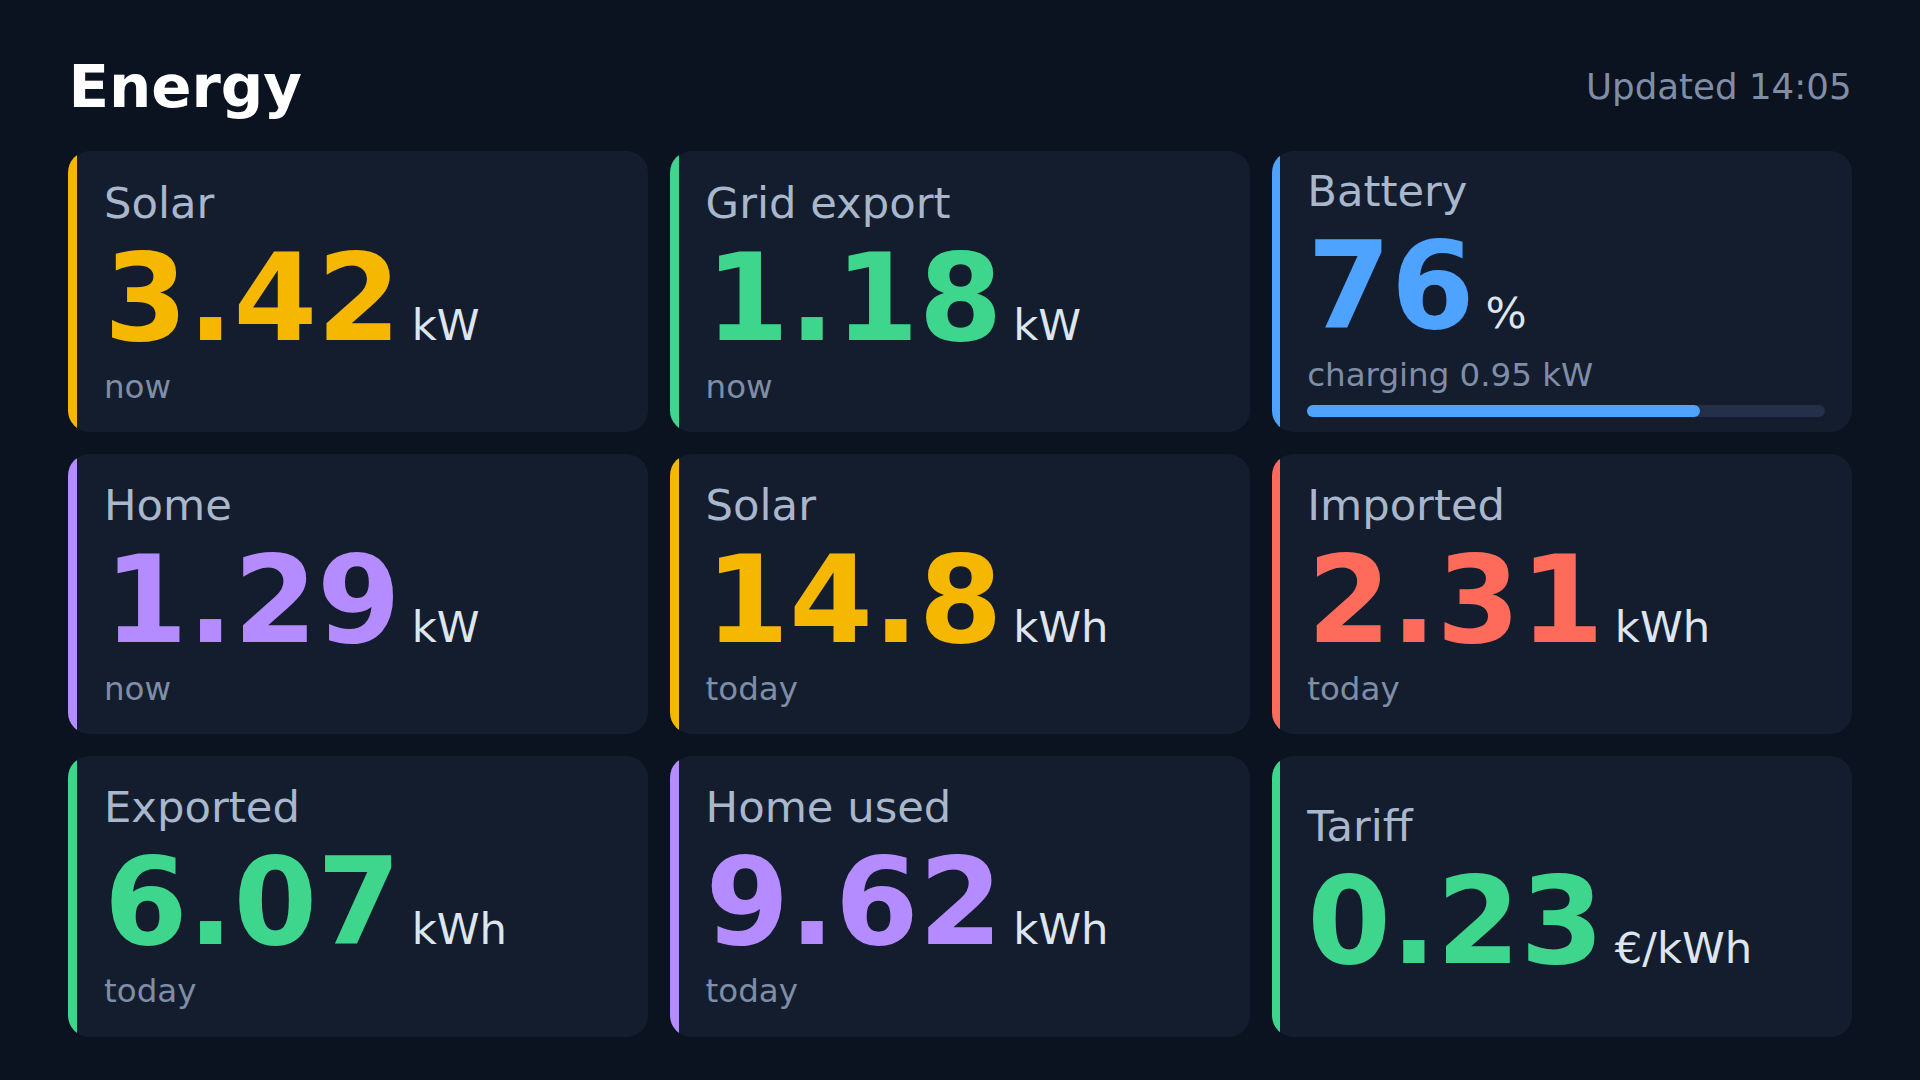 Energy
Updated 14:05
Solar
3.42 kW
now
Grid export
1.18 kW
now
Battery
76 %
charging 0.95 kW
Home
1.29 kW
now
Solar
14.8 kWh
today
Imported
2.31 kWh
today
Exported
6.07 kWh
today
Home used
9.62 kWh
today
Tariff
0.23 €/kWh